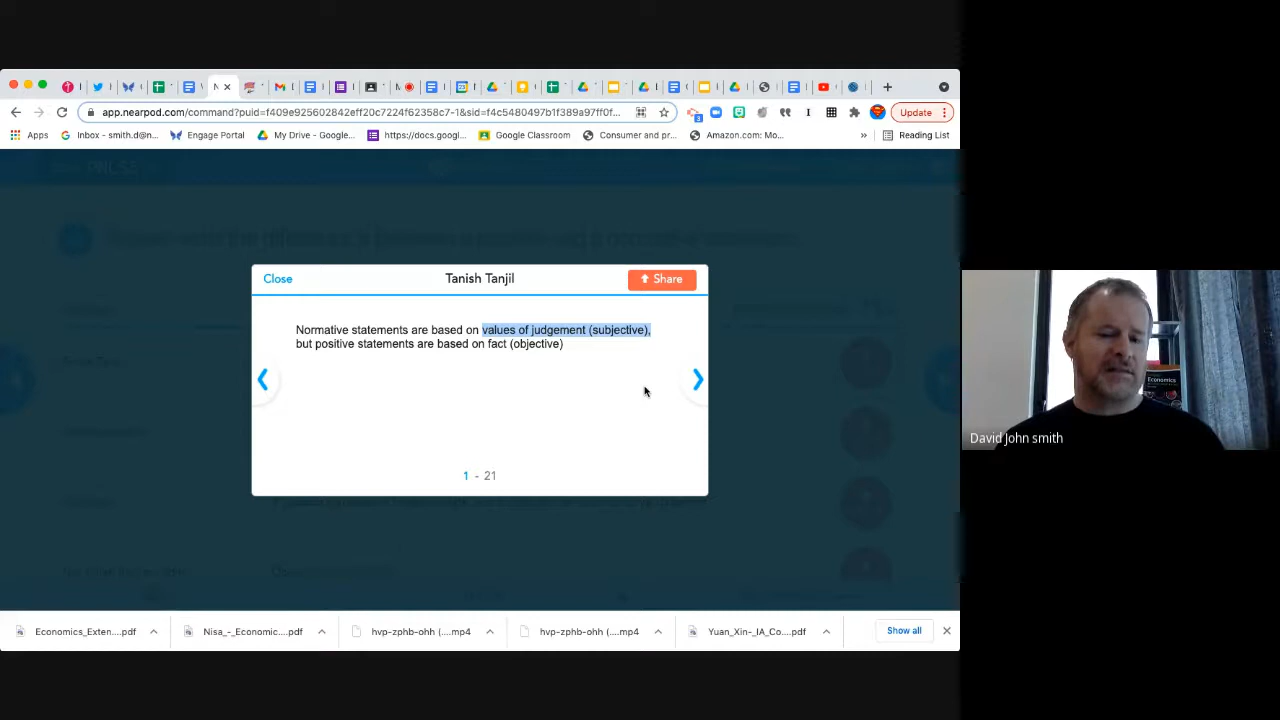 app.nearpod.com/command?puid=f409e925602842eff20c7224f62358c7-1&sid=f4c5480497b1f389a97ff0f...
Update
Apps
Inbox - smith.d@n...
Engage Portal
My Drive - Google...
https://docs.googl...
Google Classroom
Consumer and pr...
Amazon.com: Mo...
»
Reading List
Close
Tanish Tanjil
Share
Normative statements are based on values of judgement (subjective),
but positive statements are based on fact (objective)
1 - 21
Economics
David John smith
Economics_Exten....pdf
Nisa_-_Economic....pdf
hvp-zphb-ohh (....mp4
hvp-zphb-ohh (....mp4
Yuan_Xin-_IA_Co....pdf
Show all